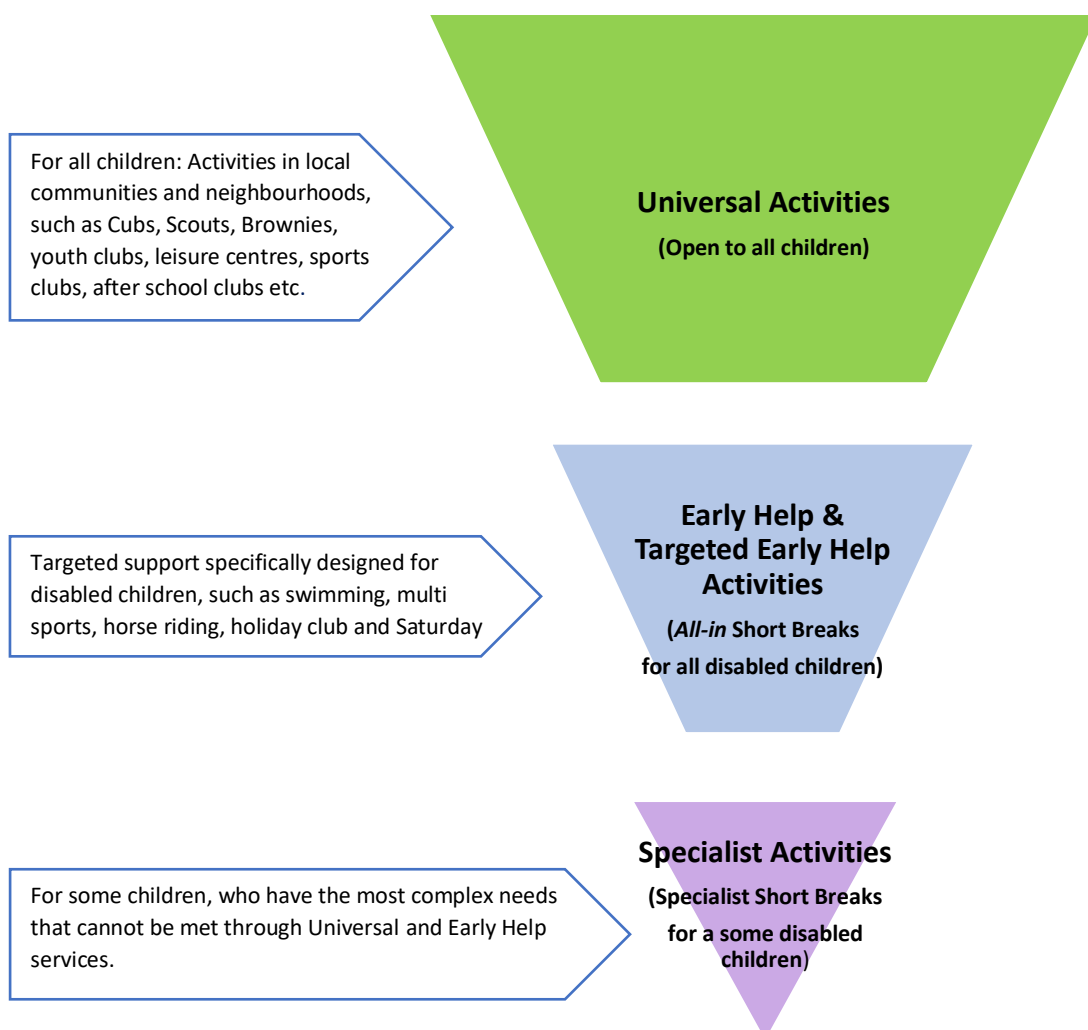 For all children: Activities in local
communities and neighbourhoods,
such as Cubs, Scouts, Brownies,
youth clubs, leisure centres, sports
clubs, after school clubs etc.
Universal Activities
(Open to all children)
Targeted support specifically designed for
disabled children, such as swimming, multi
sports, horse riding, holiday club and Saturday
Early Help &
Targeted Early Help
Activities
(All-in Short Breaks
for all disabled children)
For some children, who have the most complex needs
that cannot be met through Universal and Early Help
services.
Specialist Activities
(Specialist Short Breaks
for a some disabled
children)